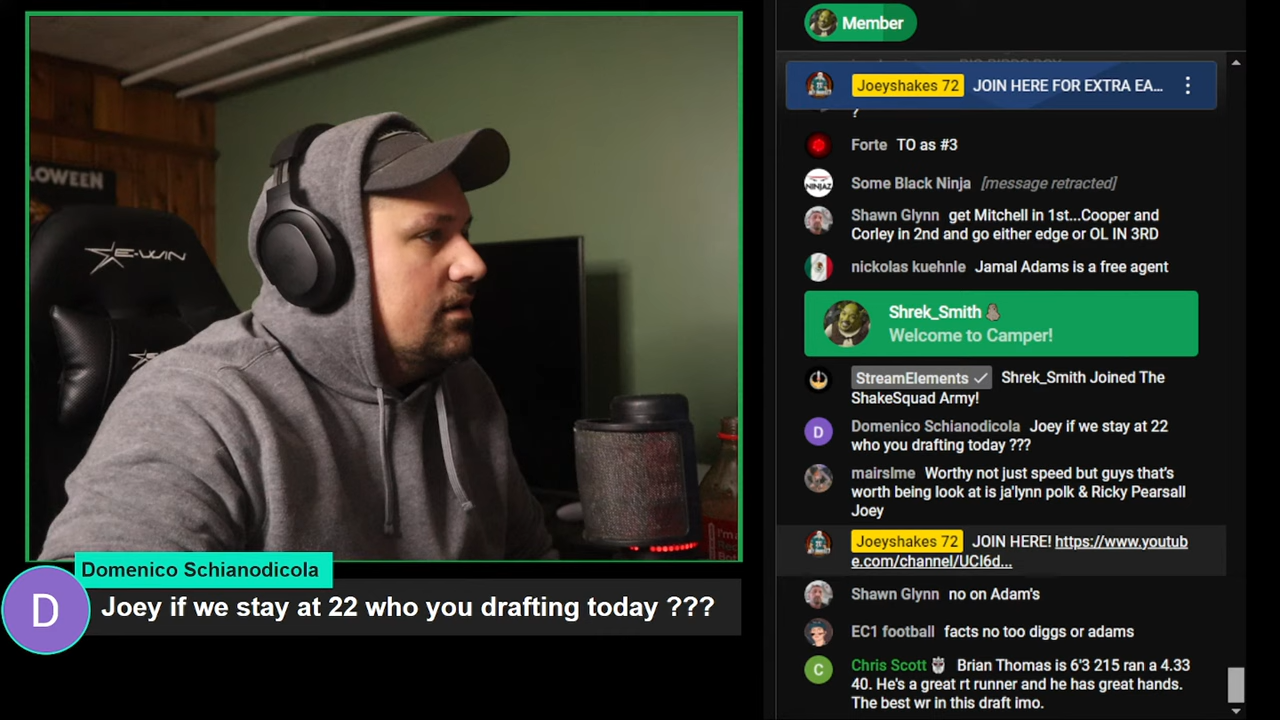 LOWEEN
E-WIN
Domenico Schianodicola
D
Joey if we stay at 22 who you drafting today ???
Member
Joeyshakes 72 JOIN HERE FOR EXTRA EA...
?
Forte TO as #3
NINJAZ
Some Black Ninja [message retracted]
Shawn Glynn get Mitchell in 1st...Cooper and
Corley in 2nd and go either edge or OL IN 3RD
nickolas kuehnle Jamal Adams is a free agent
Shrek_Smith
Welcome to Camper!
StreamElements Shrek_Smith Joined The
ShakeSquad Army!
D
Domenico Schianodicola Joey if we stay at 22
who you drafting today ???
mairslme Worthy not just speed but guys that's
worth being look at is ja'lynn polk & Ricky Pearsall
Joey
Joeyshakes 72 JOIN HERE! https://www.youtub
e.com/channel/UCl6d...
Shawn Glynn no on Adam's
EC1 football facts no too diggs or adams
C
Chris Scott Brian Thomas is 6'3 215 ran a 4.33
40. He's a great rt runner and he has great hands.
The best wr in this draft imo.